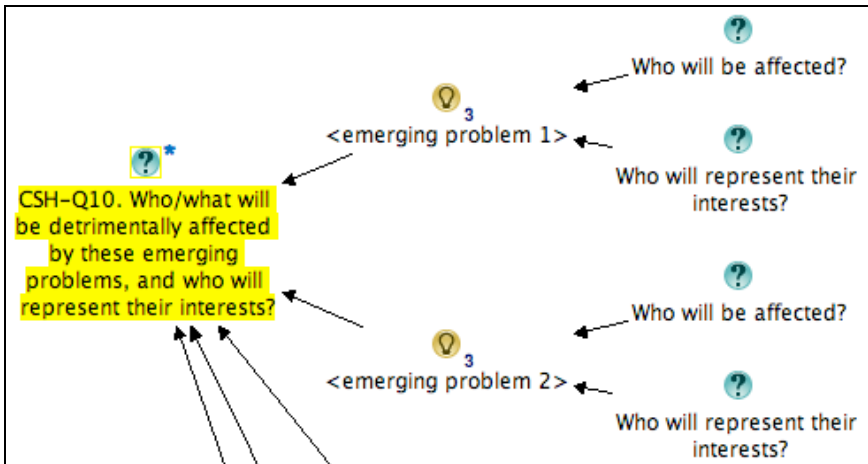 ?
Who will be affected?
3
<emerging problem 1>
?
Who will represent their
interests?
? *
CSH-Q10. Who/what will
be detrimentally affected
by these emerging
problems, and who will
represent their interests?
?
Who will be affected?
3
<emerging problem 2>
?
Who will represent their
interests?